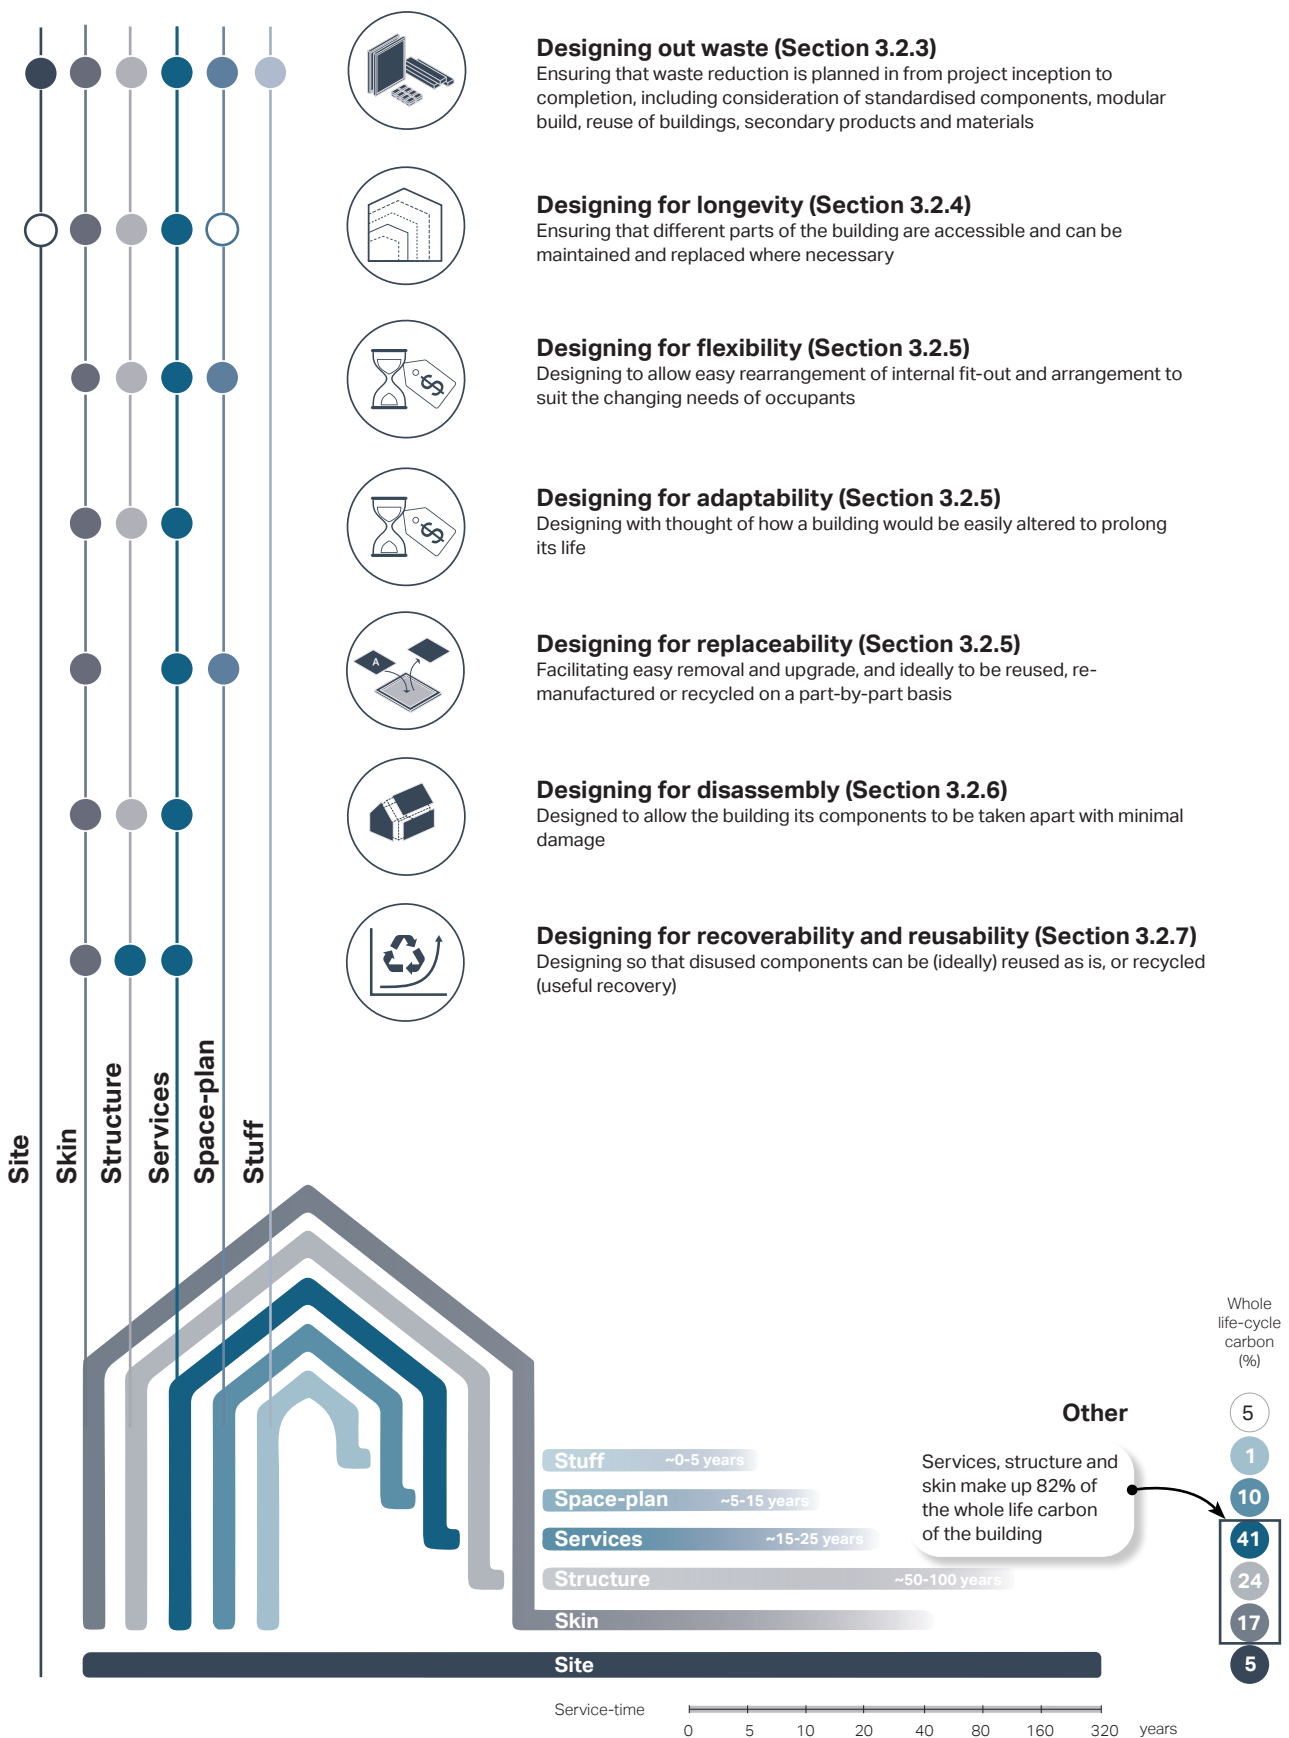 Designing out waste (Section 3.2.3)
Ensuring that waste reduction is planned in from project inception to
completion, including consideration of standardised components, modular
build, reuse of buildings, secondary products and materials
Designing for longevity (Section 3.2.4)
Ensuring that different parts of the building are accessible and can be
maintained and replaced where necessary
$
Designing for flexibility (Section 3.2.5)
Designing to allow easy rearrangement of internal fit-out and arrangement to
suit the changing needs of occupants
$
Designing for adaptability (Section 3.2.5)
Designing with thought of how a building would be easily altered to prolong
its life
A
Designing for replaceability (Section 3.2.5)
Facilitating easy removal and upgrade, and ideally to be reused, re-
manufactured or recycled on a part-by-part basis
Designing for disassembly (Section 3.2.6)
Designed to allow the building its components to be taken apart with minimal
damage
Designing for recoverability and reusability (Section 3.2.7)
Designing so that disused components can be (ideally) reused as is, or recycled
(useful recovery)
Site
Skin
Structure
Services
Space-plan
Stuff
Whole
life-cycle
carbon
(%)
Other
5
Stuff ~0-5 years
1
Space-plan ~5-15 years
10
Services ~15-25 years
41
Structure ~50-100 years
24
Skin
17
Site
5
Services, structure and
skin make up 82% of
the whole life carbon
of the building
Service-time
0 5 10 20 40 80 160 320 years